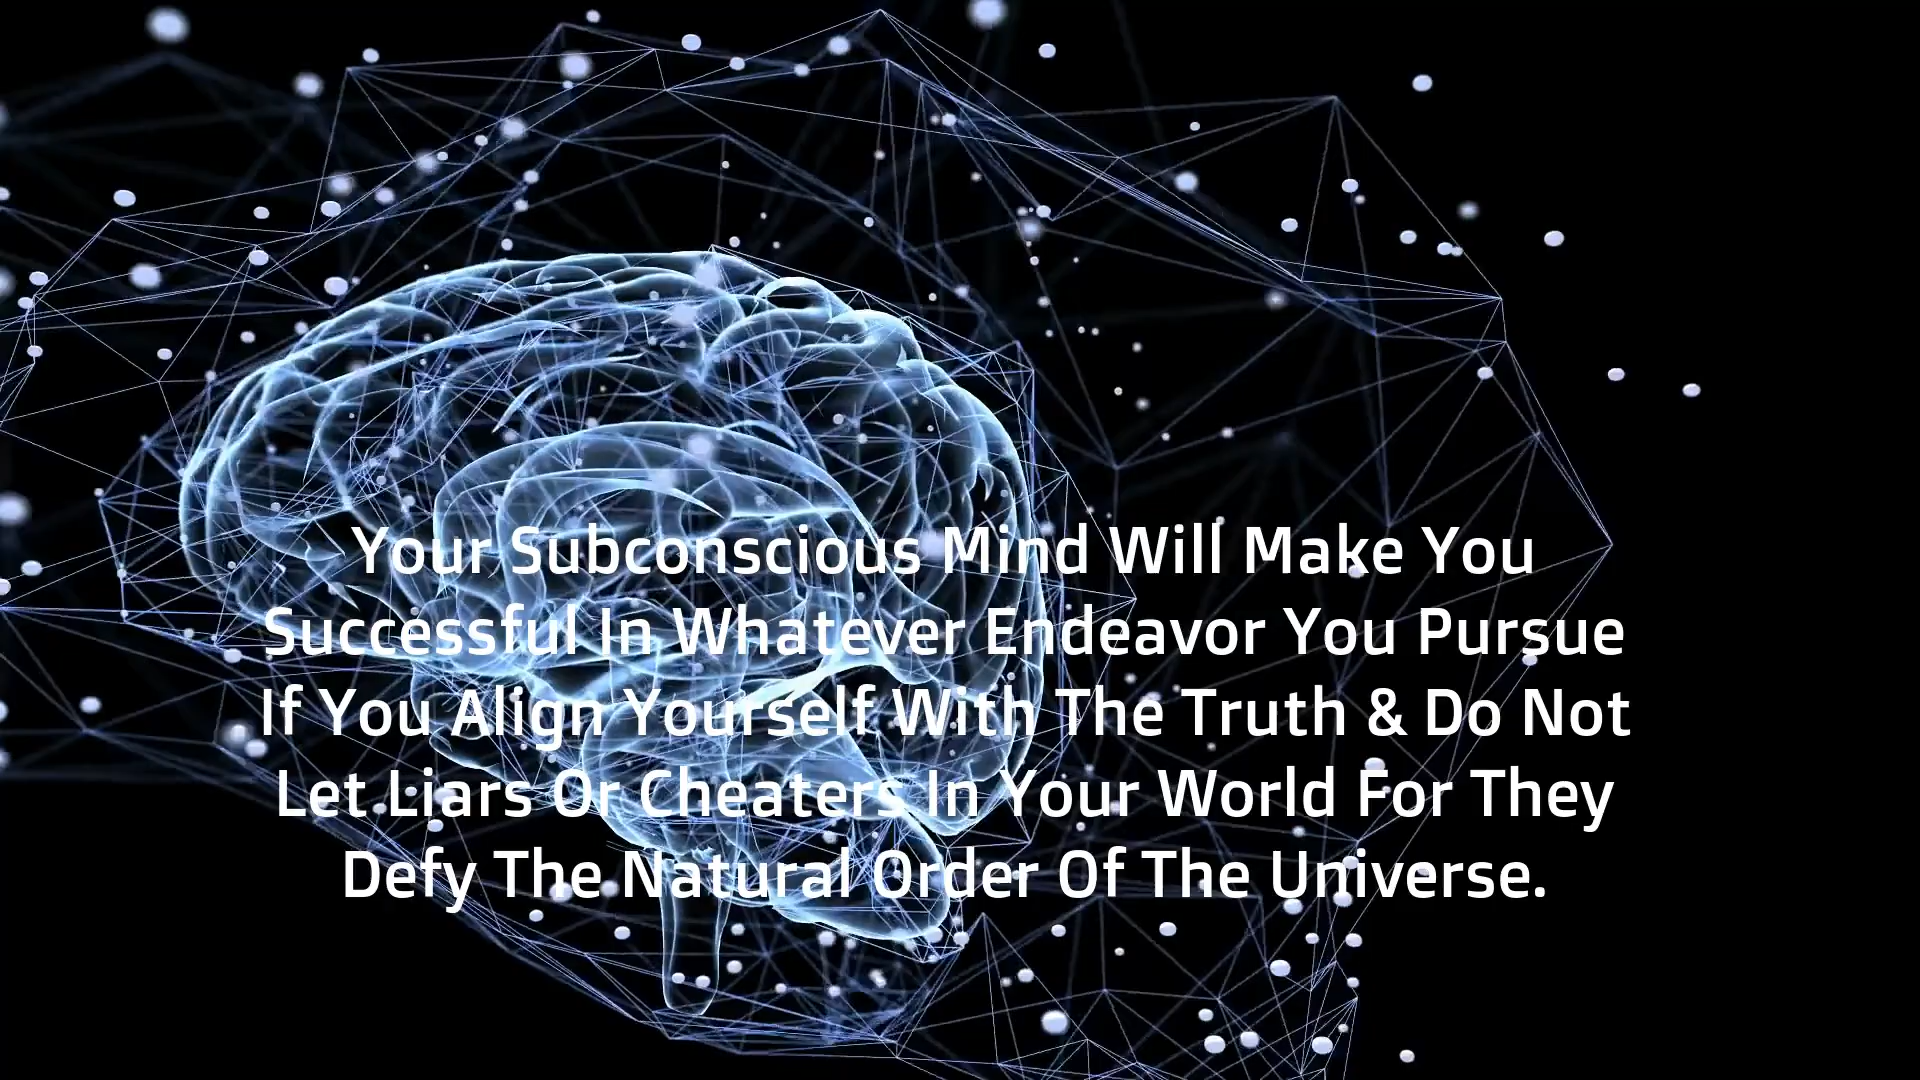 Your Subconscious Mind Will Make You
Successful In Whatever Endeavor You Pursue
If You Align Yourself With The Truth & Do Not
Let Liars Or Cheaters In Your World For They
Defy The Natural Order Of The Universe.